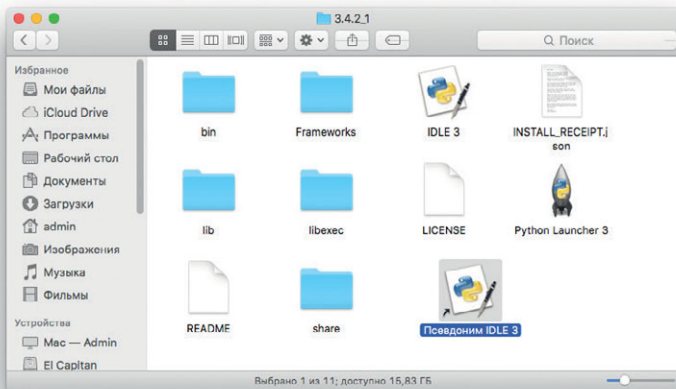 3.4.2_1
Поиск
Избранное
Мои файлы
iCloud Drive
Программы
Рабочий стол
Документы
Загрузки
admin
Изображения
Музыка
Фильмы
Устройства
Mac — Admin
El Capitan
bin
Frameworks
IDLE 3
INSTALL_RECEIPT.j
son
lib
libexec
LICENSE
Python Launcher 3
README
share
Псевдоним IDLE 3
Выбрано 1 из 11; доступно 15,83 ГБ